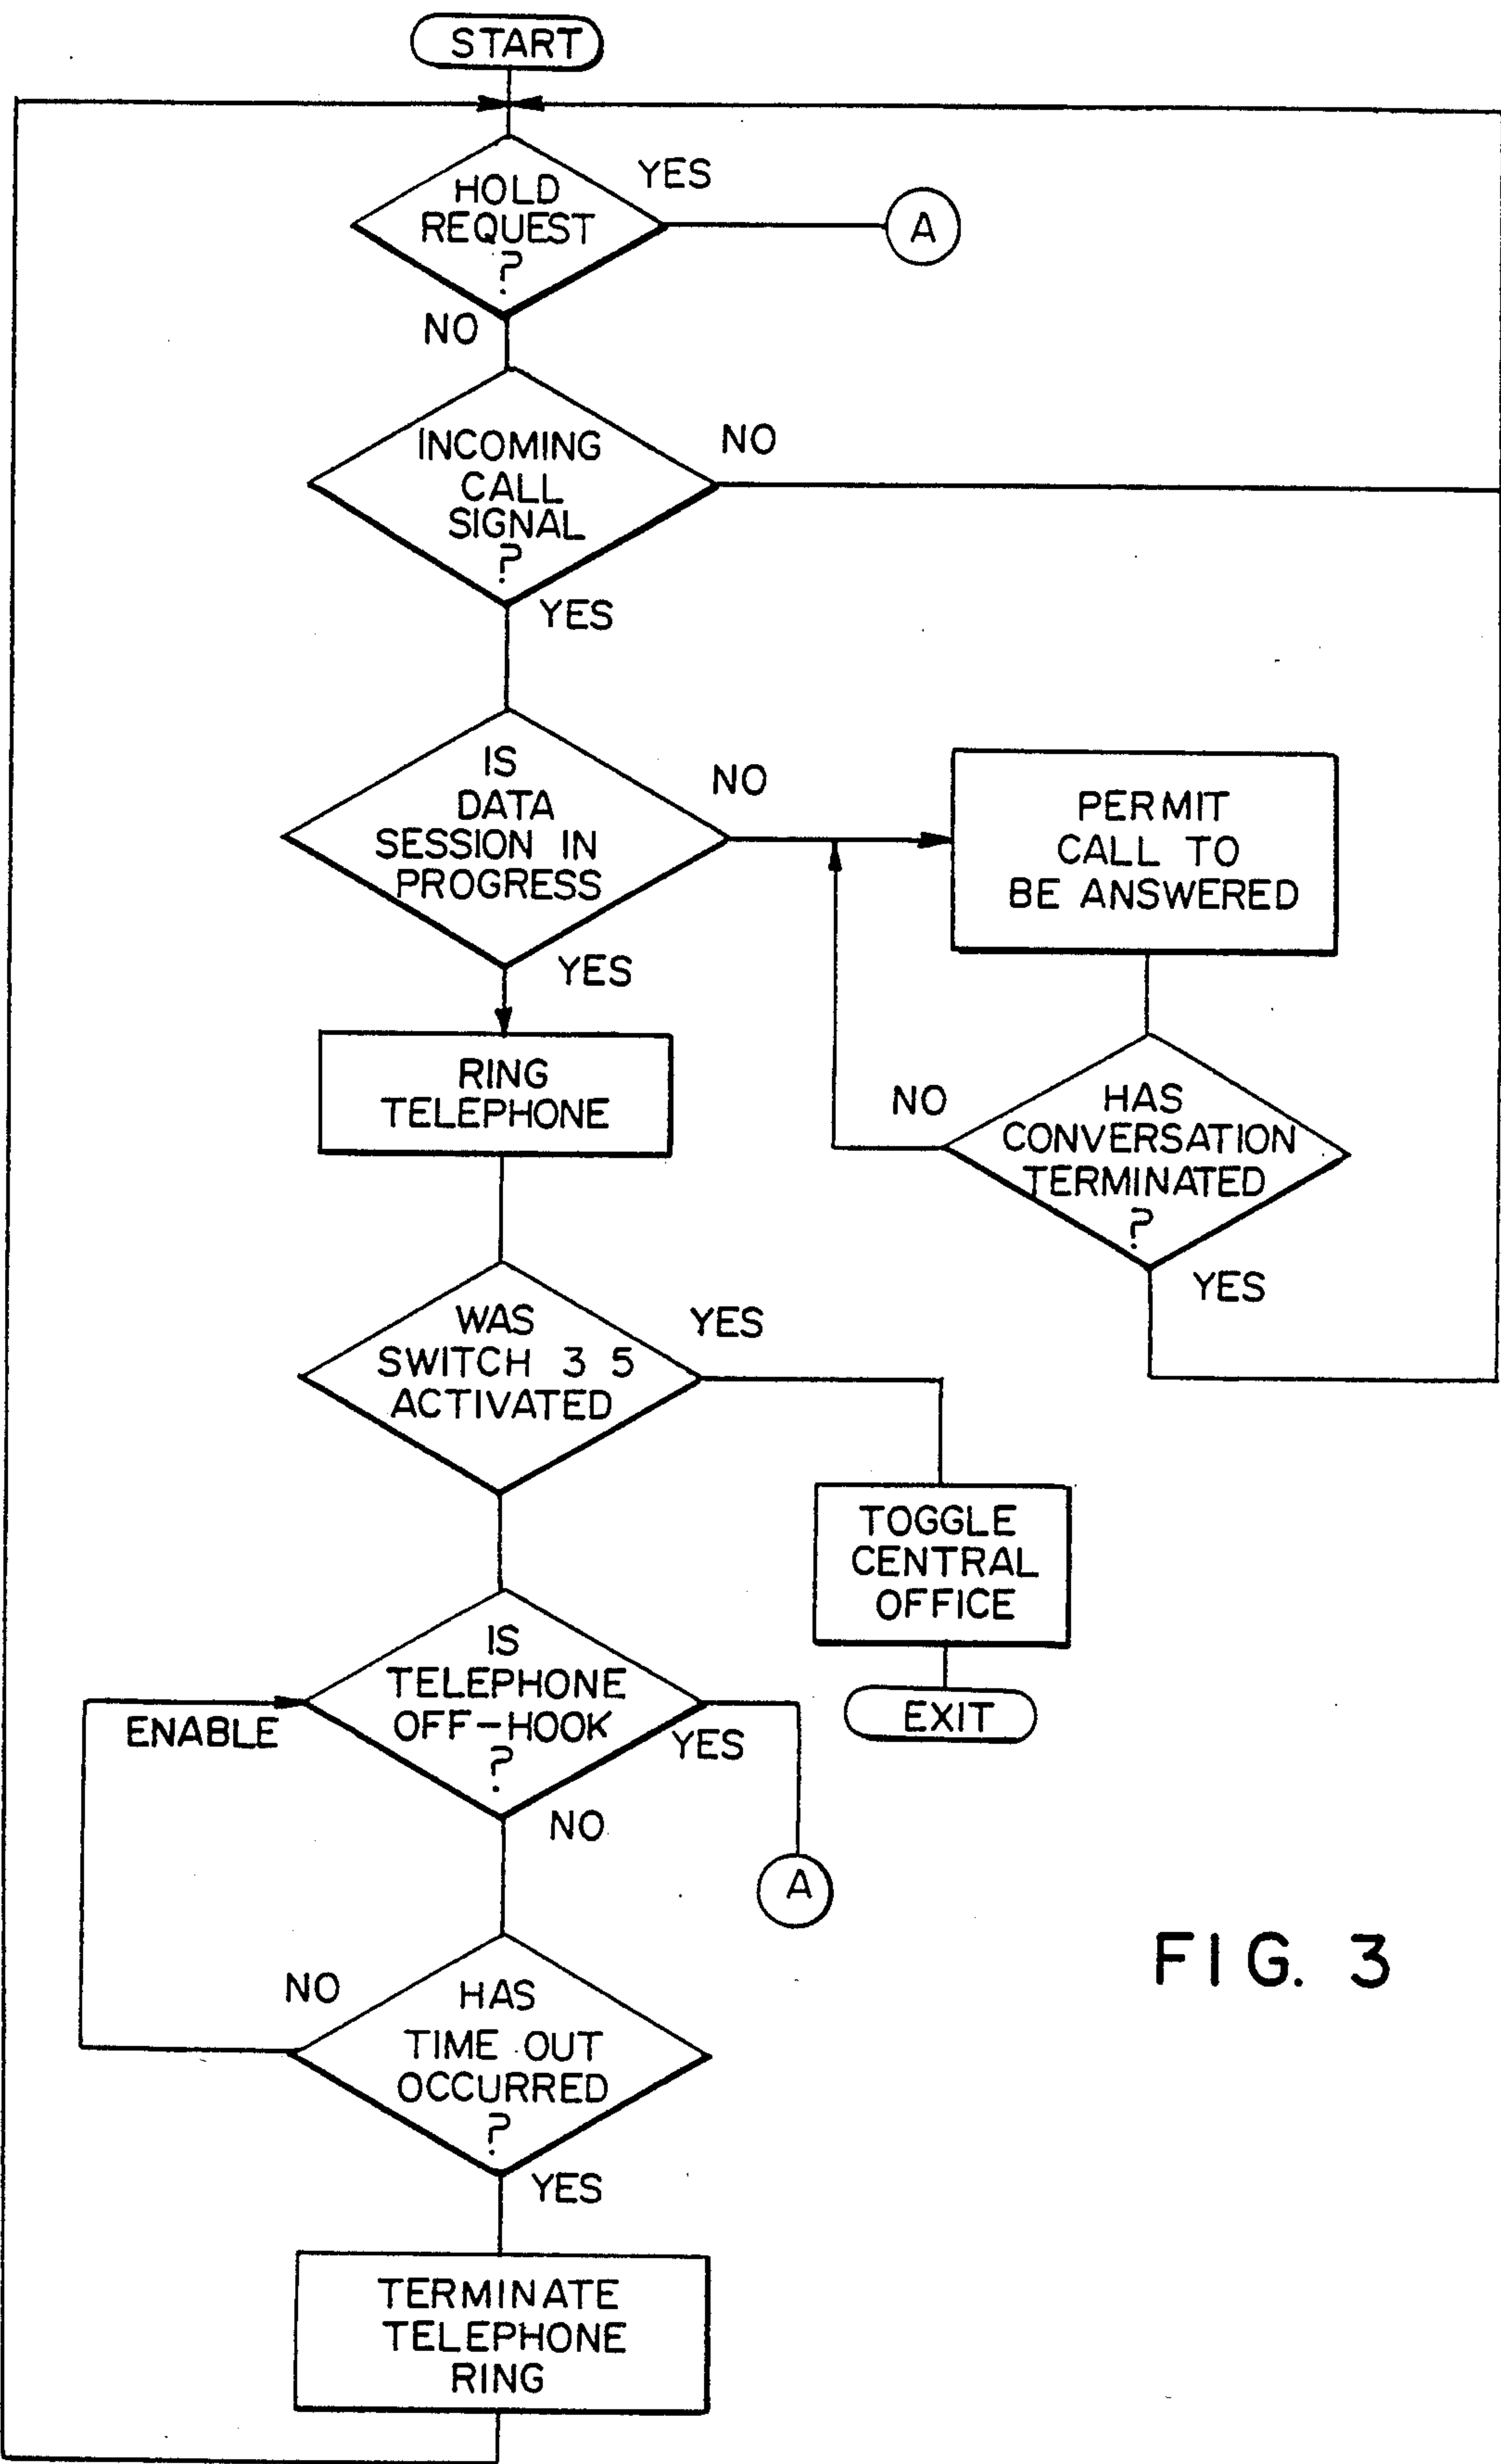 START
HOLD
REQUEST
?
YES
A
NO
INCOMING
CALL
SIGNAL
?
NO
YES
IS
DATA
SESSION IN
PROGRESS
NO
PERMIT
CALL TO
BE ANSWERED
YES
RING
TELEPHONE
NO
HAS
CONVERSATION
TERMINATED
?
YES
WAS
SWITCH 3 5
ACTIVATED
YES
TOGGLE
CENTRAL
OFFICE
EXIT
IS
TELEPHONE
OFF-HOOK
?
ENABLE
YES
NO
A
FIG. 3
NO
HAS
TIME OUT
OCCURRED
?
YES
TERMINATE
TELEPHONE
RING